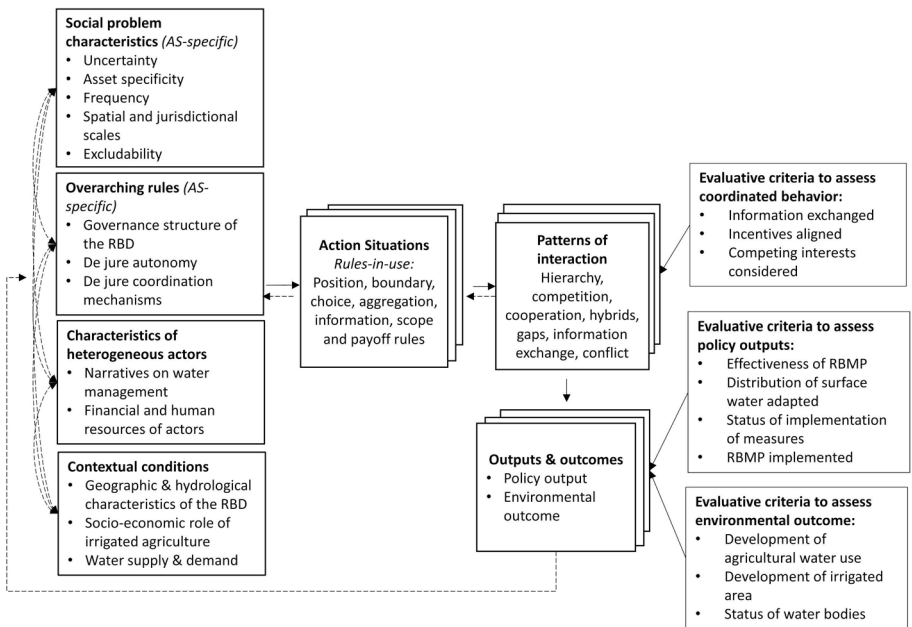 Social problem
characteristics (AS-specific)
• Uncertainty
• Asset specificity
• Frequency
• Spatial and jurisdictional
scales
• Excludability
Overarching rules (AS-
specific)
• Governance structure of
the RBD
• De jure autonomy
• De jure coordination
mechanisms
Characteristics of
heterogeneous actors
• Narratives on water
management
• Financial and human
resources of actors
Contextual conditions
• Geographic & hydrological
characteristics of the RBD
• Socio-economic role of
irrigated agriculture
• Water supply & demand
Action Situations
Rules-in-use:
Position, boundary,
choice, aggregation,
information, scope
and payoff rules
Patterns of
interaction
Hierarchy,
competition,
cooperation, hybrids,
gaps, information
exchange, conflict
Outputs & outcomes
• Policy output
• Environmental
outcome
Evaluative criteria to assess
coordinated behavior:
• Information exchanged
• Incentives aligned
• Competing interests
considered
Evaluative criteria to assess
policy outputs:
• Effectiveness of RBMP
• Distribution of surface
water adapted
• Status of implementation
of measures
• RBMP implemented
Evaluative criteria to assess
environmental outcome:
• Development of
agricultural water use
• Development of irrigated
area
• Status of water bodies